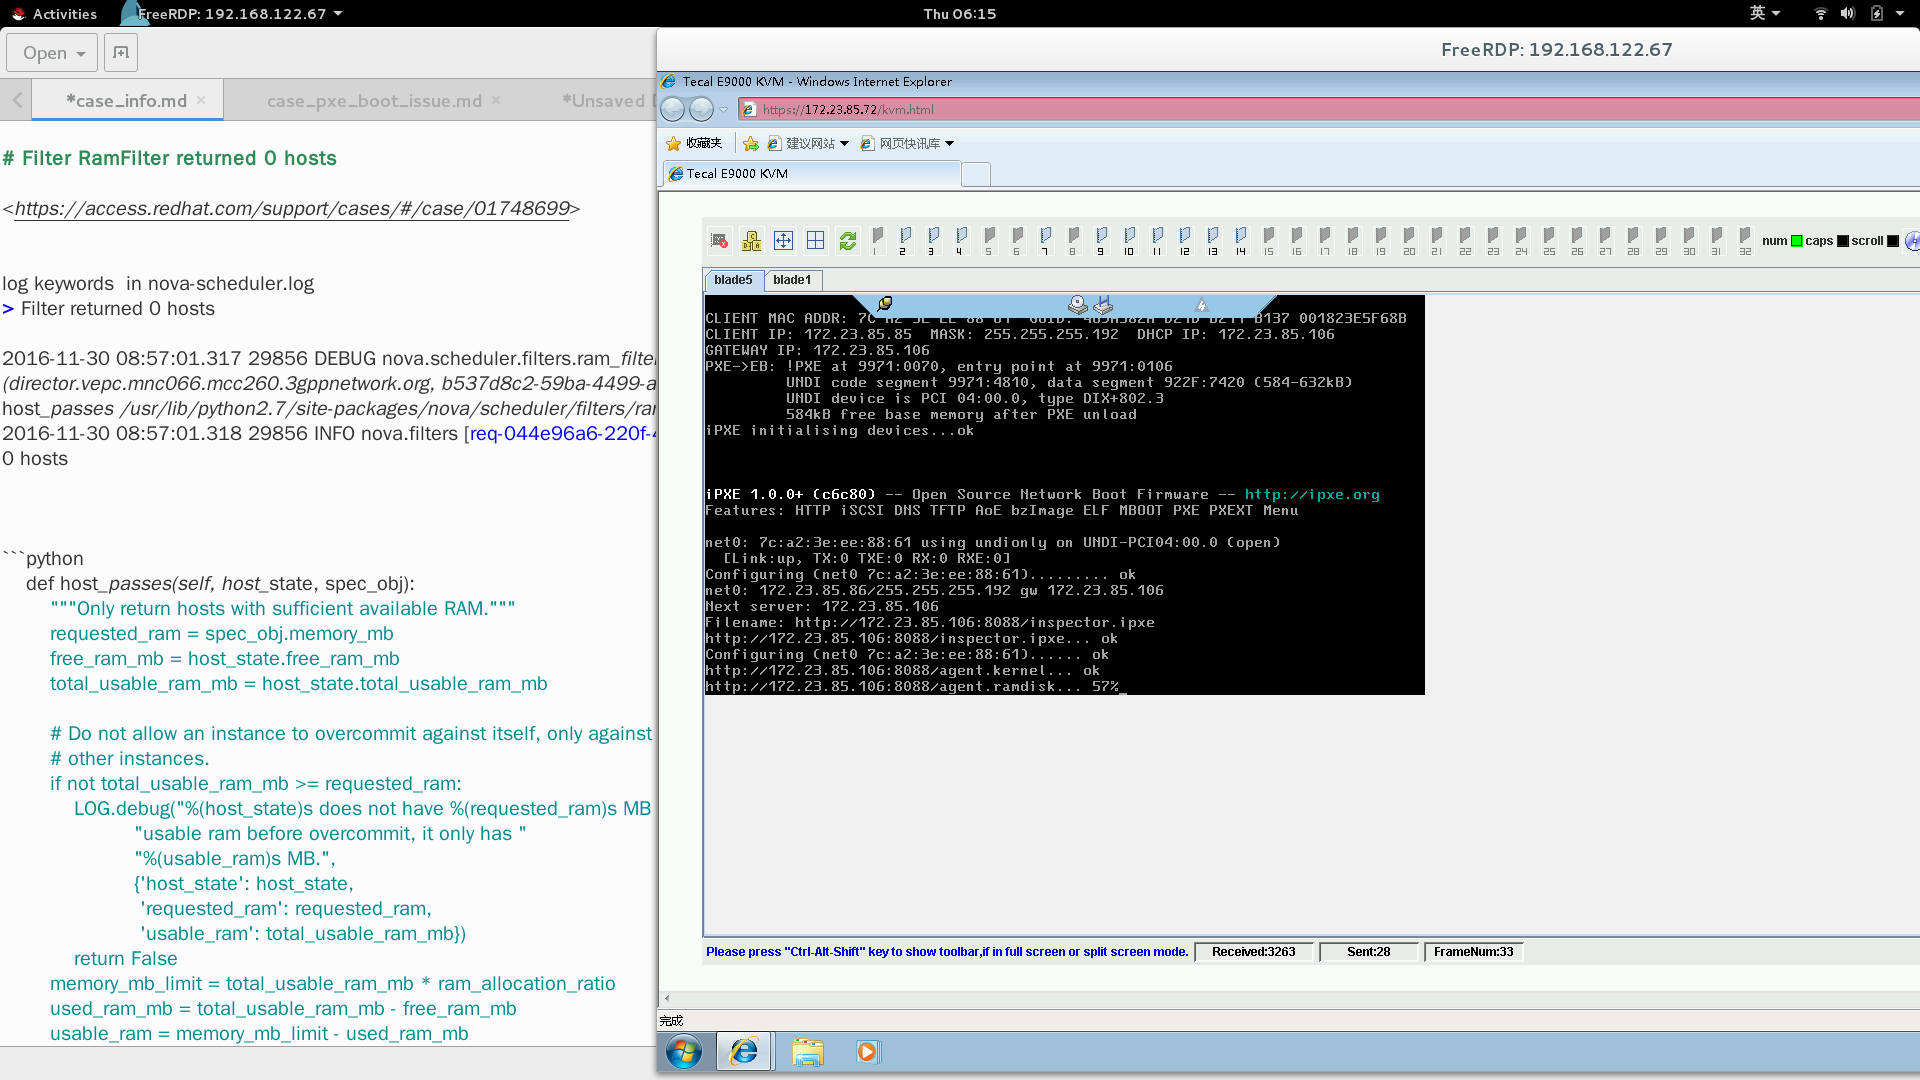 Activities
FreeRDP: 192.168.122.67
Thu 06:15
英
Open
*case_info.md
case_pxe_boot_issue.md
*Unsaved
# Filter RamFilter returned 0 hosts
<https://access.redhat.com/support/cases/#/case/01748699>
log keywords  in nova-scheduler.log
> Filter returned 0 hosts
2016-11-30 08:57:01.317 29856 DEBUG nova.scheduler.filters.ram_filte
(director.vepc.mnc066.mcc260.3gppnetwork.org, b537d8c2-59ba-4499-a
host_passes /usr/lib/python2.7/site-packages/nova/scheduler/filters/rar
2016-11-30 08:57:01.318 29856 INFO nova.filters [req-044e96a6-220f-4
0 hosts
```python
def host_passes(self, host_state, spec_obj):
"""Only return hosts with sufficient available RAM."""
requested_ram = spec_obj.memory_mb
free_ram_mb = host_state.free_ram_mb
total_usable_ram_mb = host_state.total_usable_ram_mb
# Do not allow an instance to overcommit against itself, only against
# other instances.
if not total_usable_ram_mb >= requested_ram:
LOG.debug("%(host_state)s does not have %(requested_ram)s MB
"usable ram before overcommit, it only has "
"%(usable_ram)s MB.",
{'host_state': host_state,
'requested_ram': requested_ram,
'usable_ram': total_usable_ram_mb})
return False
memory_mb_limit = total_usable_ram_mb * ram_allocation_ratio
used_ram_mb = total_usable_ram_mb - free_ram_mb
usable_ram = memory_mb_limit - used_ram_mb
FreeRDP: 192.168.122.67
Tecal E9000 KVM - Windows Internet Explorer
https://172.23.85.72/kvm.html
收藏夹
建议网站
网页快讯库
Tecal E9000 KVM
1 2 3 4 5 6 7 8 9 10 11 12 13 14 15 16 17 18 19 20 21 22 23 24 25 26 27 28 29 30 31 32
num caps scroll
blade5
blade1
CLIENT MAC ADDR: B137 001823E5F68B
CLIENT IP: 172.23.85.85  MASK: 255.255.255.192  DHCP IP: 172.23.85.106
GATEWAY IP: 172.23.85.106
PXE->EB: !PXE at 9971:0070, entry point at 9971:0106
UNDI code segment 9971:4810, data segment 922F:7420 (584-632kB)
UNDI device is PCI 04:00.0, type DIX+802.3
584kB free base memory after PXE unload
iPXE initialising devices...ok
iPXE 1.0.0+ (c6c80) -- Open Source Network Boot Firmware -- http://ipxe.org
Features: HTTP iSCSI DNS TFTP AoE bzImage ELF MBOOT PXE PXEXT Menu
net0: 7c:a2:3e:ee:88:61 using undionly on UNDI-PCI04:00.0 (open)
[Link:up, TX:0 TXE:0 RX:0 RXE:0]
Configuring (net0 7c:a2:3e:ee:88:61)......... ok
net0: 172.23.85.86/255.255.255.192 gw 172.23.85.106
Next server: 172.23.85.106
Filename: http://172.23.85.106:8088/inspector.ipxe
http://172.23.85.106:8088/inspector.ipxe... ok
Configuring (net0 7c:a2:3e:ee:88:61)...... ok
http://172.23.85.106:8088/agent.kernel... ok
http://172.23.85.106:8088/agent.ramdisk... 57%_
Please press "Ctrl-Alt-Shift" key to show toolbar,if in full screen or split screen mode.
Received:3263
Sent:28
FrameNum:33
完成